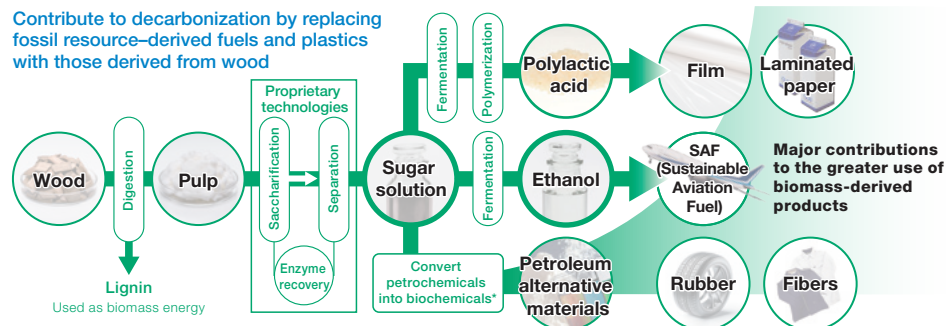 Contribute to decarbonization by replacing
fossil resource–derived fuels and plastics
with those derived from wood
Wood
Digestion
Lignin
Used as biomass energy
Pulp
Proprietary
technologies
Saccharification
Separation
Enzyme
recovery
Sugar
solution
Fermentation
Polymerization
Polylactic
acid
Film
Laminated
paper
Fermentation
Ethanol
SAF
(Sustainable
Aviation
Fuel)
Major contributions
to the greater use of
biomass-derived
products
Convert
petrochemicals
into biochemicals*
Petroleum
alternative
materials
Rubber
Fibers